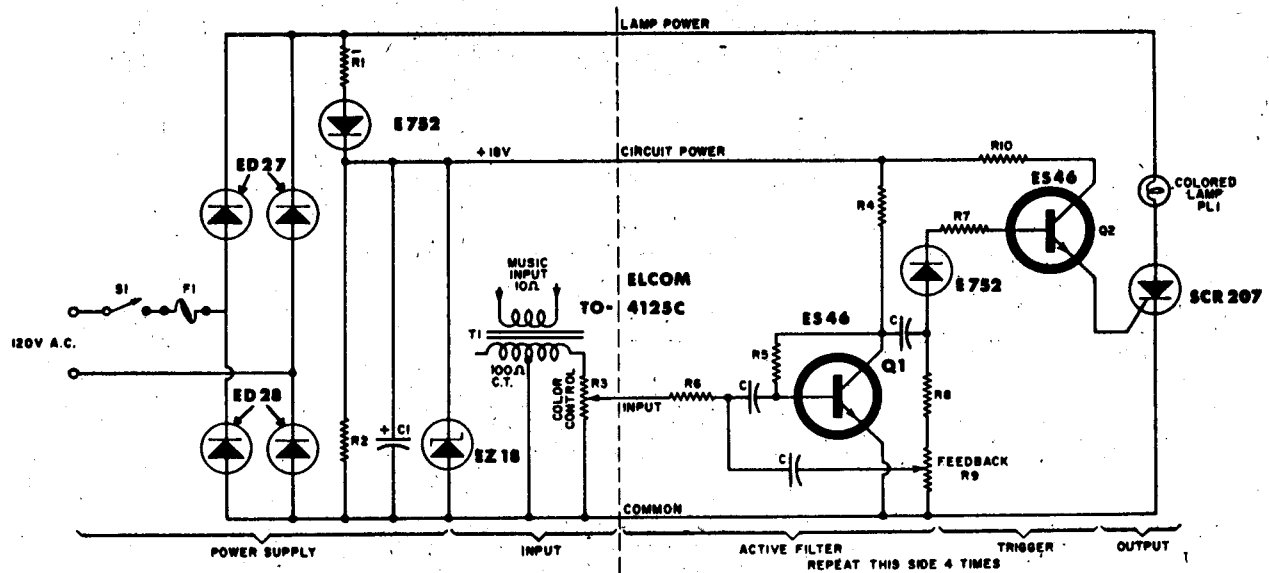 LAMP POWER
R1
E752
+18V
CIRCUIT POWER
R10
ED27
ES46
COLORED
LAMP
PL1
R4
R7
Q2
MUSIC
INPUT
10Ω
ELCOM
TO-4125C
E752
SCR 207
S1
F1
T1
120V A.C.
ES46
C
R5
Q1
100Ω
C.T.
COLOR
CONTROL
R3
INPUT
R6
C
R8
ED28
R2
+ C1
EZ18
C
FEEDBACK
R9
COMMON
POWER SUPPLY
INPUT
ACTIVE FILTER
TRIGGER
OUTPUT
REPEAT THIS SIDE 4 TIMES